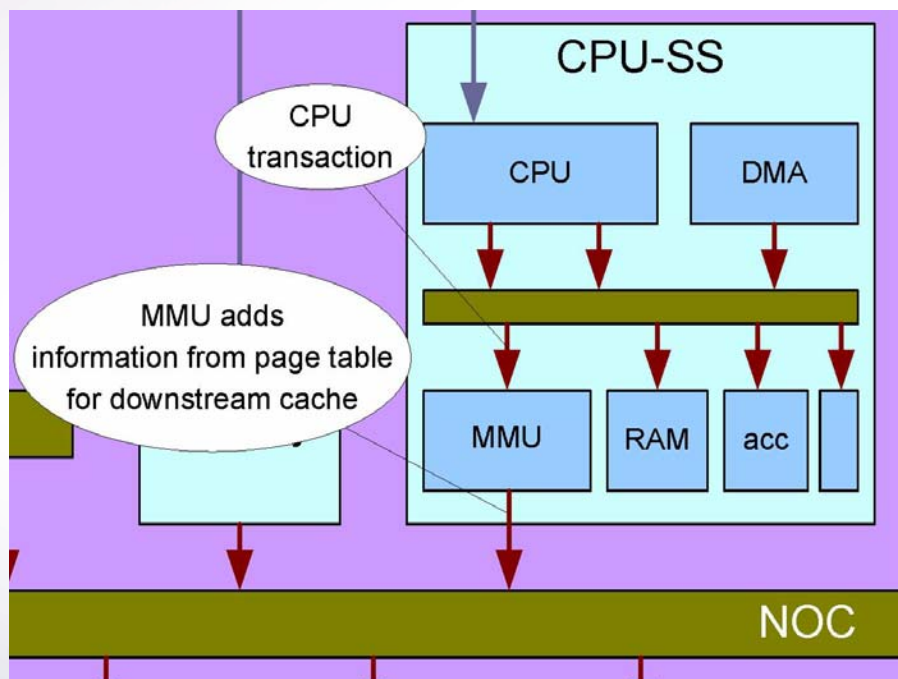 CPU-SS
CPU
transaction
CPU
DMA
MMU adds
information from page table
for downstream cache
MMU
RAM
acc
NOC